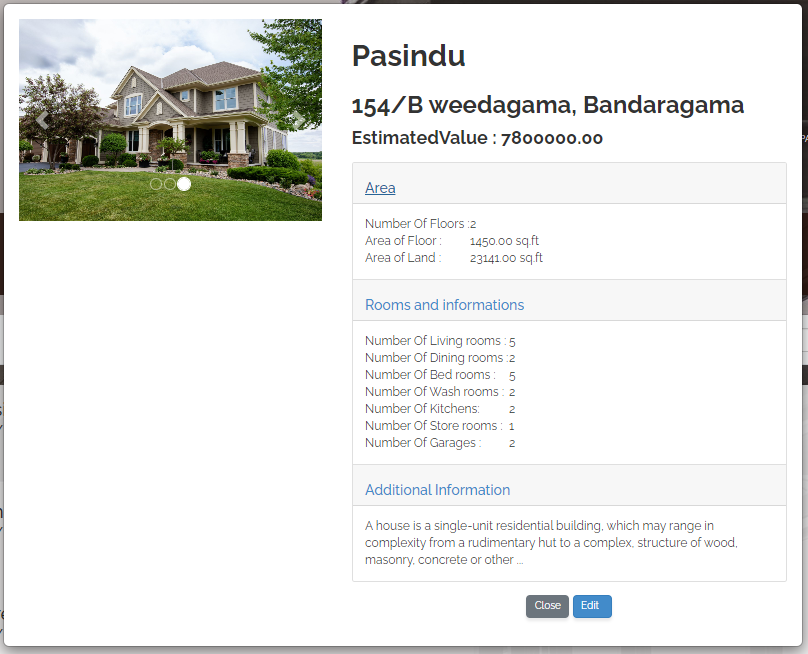 Pasindu
154/B weedagama, Bandaragama
EstimatedValue : 7800000.00
Area
Number Of Floors :2
Area of Floor : 1450.00 sq.ft
Area of Land : 23141.00 sq.ft
Rooms and informations
Number Of Living rooms : 5
Number Of Dining rooms :2
Number Of Bed rooms : 5
Number Of Wash rooms : 2
Number Of Kitchens: 2
Number Of Store rooms : 1
Number Of Garages : 2
Additional Information
A house is a single-unit residential building, which may range in
complexity from a rudimentary hut to a complex, structure of wood,
masonry, concrete or other ...
Close Edit